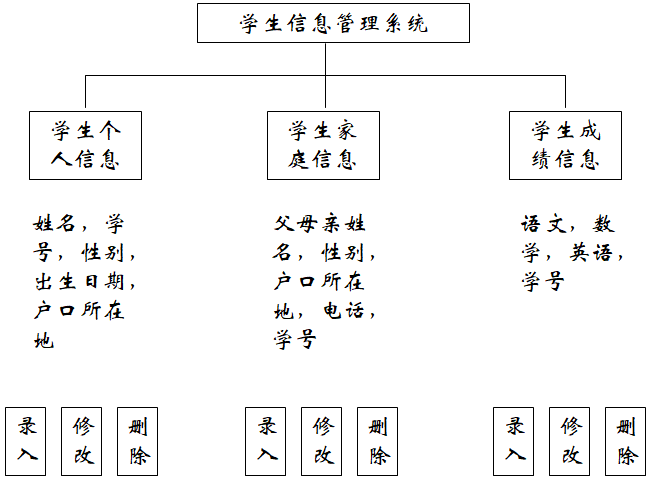 学生信息管理系统
学生个
人信息
学生家
庭信息
学生成
绩信息
姓名，学
号，性别，
出生日期，
户口所在
地
父母亲姓
名，性别，
户口所在
地，电话，
学号
语文，数
学，英语，
学号
录
入
修
改
删
除
录
入
修
改
删
除
录
入
修
改
删
除